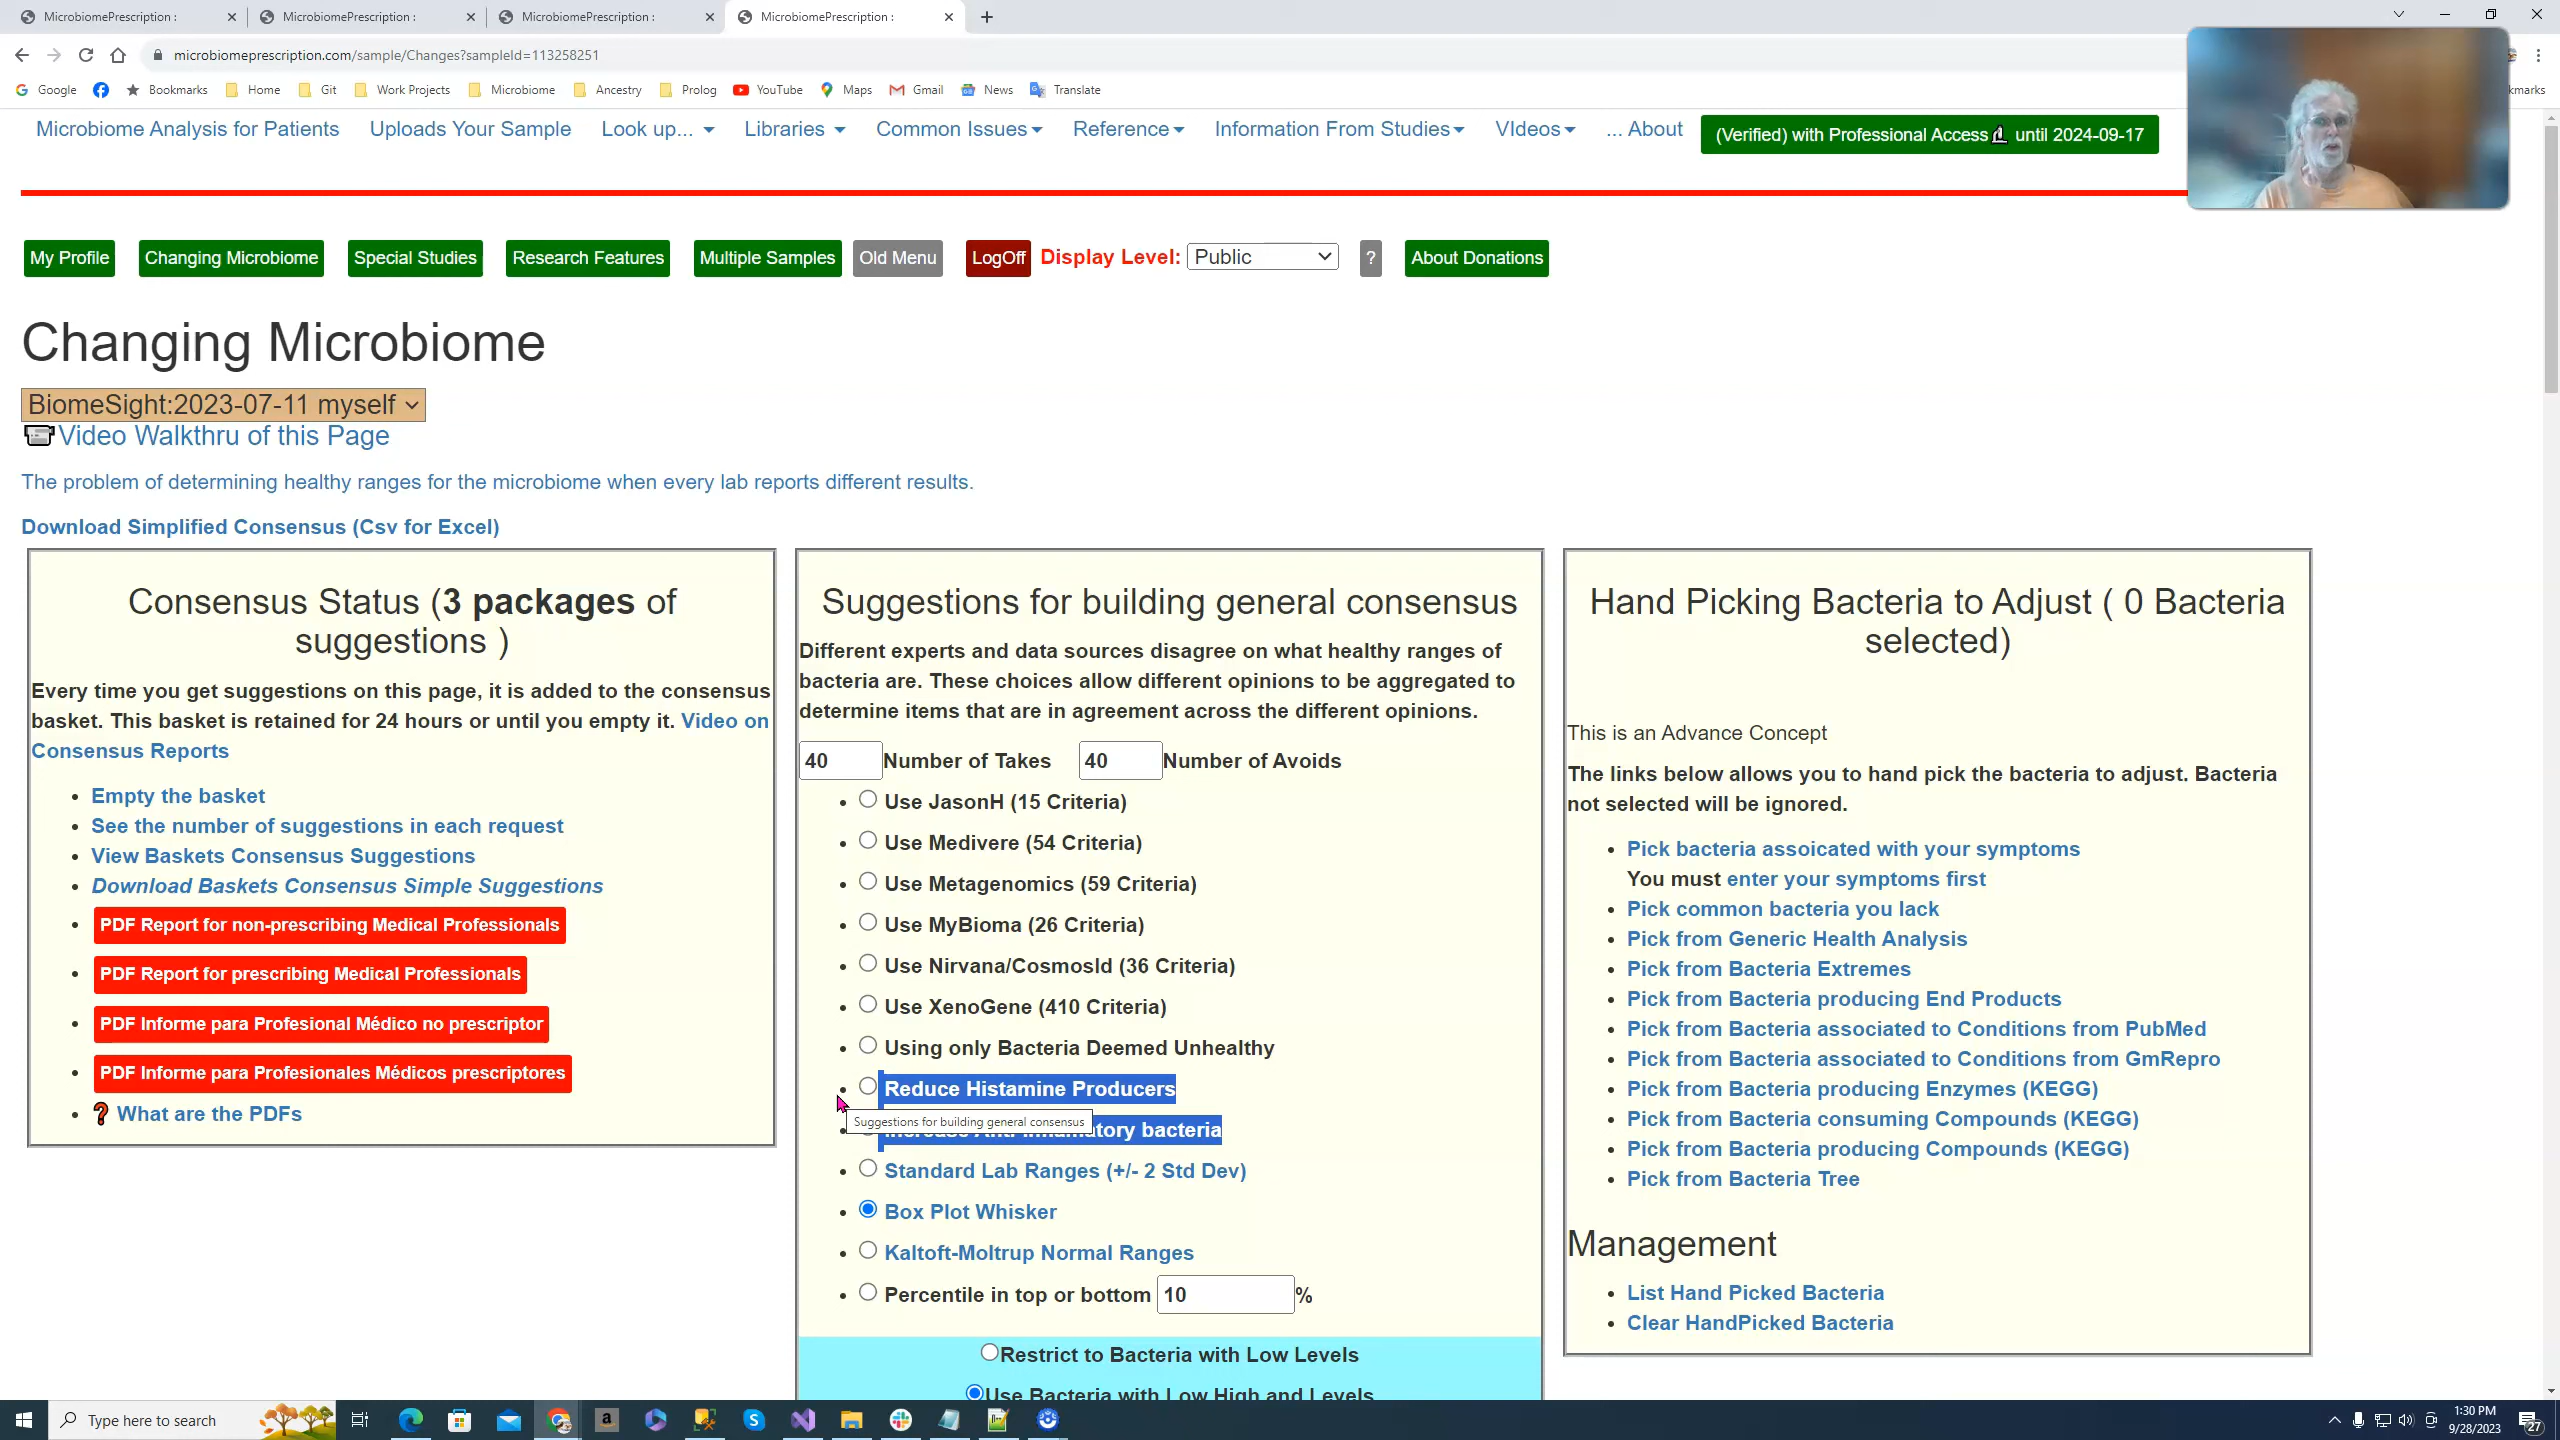 MicrobiomePrescription :
MicrobiomePrescription :
MicrobiomePrescription :
MicrobiomePrescription :
microbiomeprescription.com/sample/Changes?sampleId=113258251
Google Bookmarks Home Git Work Projects Microbiome Ancestry Prolog YouTube Maps Gmail News Translate
Microbiome Analysis for Patients Uploads Your Sample Look up... Libraries Common Issues Reference Information From Studies VIdeos ... About (Verified) with Professional Access until 2024-09-17
My Profile Changing Microbiome Special Studies Research Features Multiple Samples Old Menu LogOff Display Level: Public ? About Donations
Changing Microbiome
BiomeSight:2023-07-11 myself
Video Walkthru of this Page
The problem of determining healthy ranges for the microbiome when every lab reports different results.
Download Simplified Consensus (Csv for Excel)
Consensus Status (3 packages of
suggestions )
Every time you get suggestions on this page, it is added to the consensus
basket. This basket is retained for 24 hours or until you empty it. Video on
Consensus Reports
Empty the basket
See the number of suggestions in each request
View Baskets Consensus Suggestions
Download Baskets Consensus Simple Suggestions
PDF Report for non-prescribing Medical Professionals
PDF Report for prescribing Medical Professionals
PDF Informe para Profesional Médico no prescriptor
PDF Informe para Profesionales Médicos prescriptores
? What are the PDFs
Suggestions for building general consensus
Different experts and data sources disagree on what healthy ranges of
bacteria are. These choices allow different opinions to be aggregated to
determine items that are in agreement across the different opinions.
40 Number of Takes 40 Number of Avoids
Use JasonH (15 Criteria)
Use Medivere (54 Criteria)
Use Metagenomics (59 Criteria)
Use MyBioma (26 Criteria)
Use Nirvana/CosmosId (36 Criteria)
Use XenoGene (410 Criteria)
Using only Bacteria Deemed Unhealthy
Reduce Histamine Producers
Suggestions for building general consensus
bacteria
Standard Lab Ranges (+/- 2 Std Dev)
Box Plot Whisker
Kaltoft-Moltrup Normal Ranges
Percentile in top or bottom 10 %
Restrict to Bacteria with Low Levels
Use Bacteria with Low High and Levels
Hand Picking Bacteria to Adjust ( 0 Bacteria
selected)
This is an Advance Concept
The links below allows you to hand pick the bacteria to adjust. Bacteria
not selected will be ignored.
Pick bacteria assoicated with your symptoms
You must enter your symptoms first
Pick common bacteria you lack
Pick from Generic Health Analysis
Pick from Bacteria Extremes
Pick from Bacteria producing End Products
Pick from Bacteria associated to Conditions from PubMed
Pick from Bacteria associated to Conditions from GmRepro
Pick from Bacteria producing Enzymes (KEGG)
Pick from Bacteria consuming Compounds (KEGG)
Pick from Bacteria producing Compounds (KEGG)
Pick from Bacteria Tree
Management
List Hand Picked Bacteria
Clear HandPicked Bacteria
Type here to search
1:30 PM
9/28/2023
27